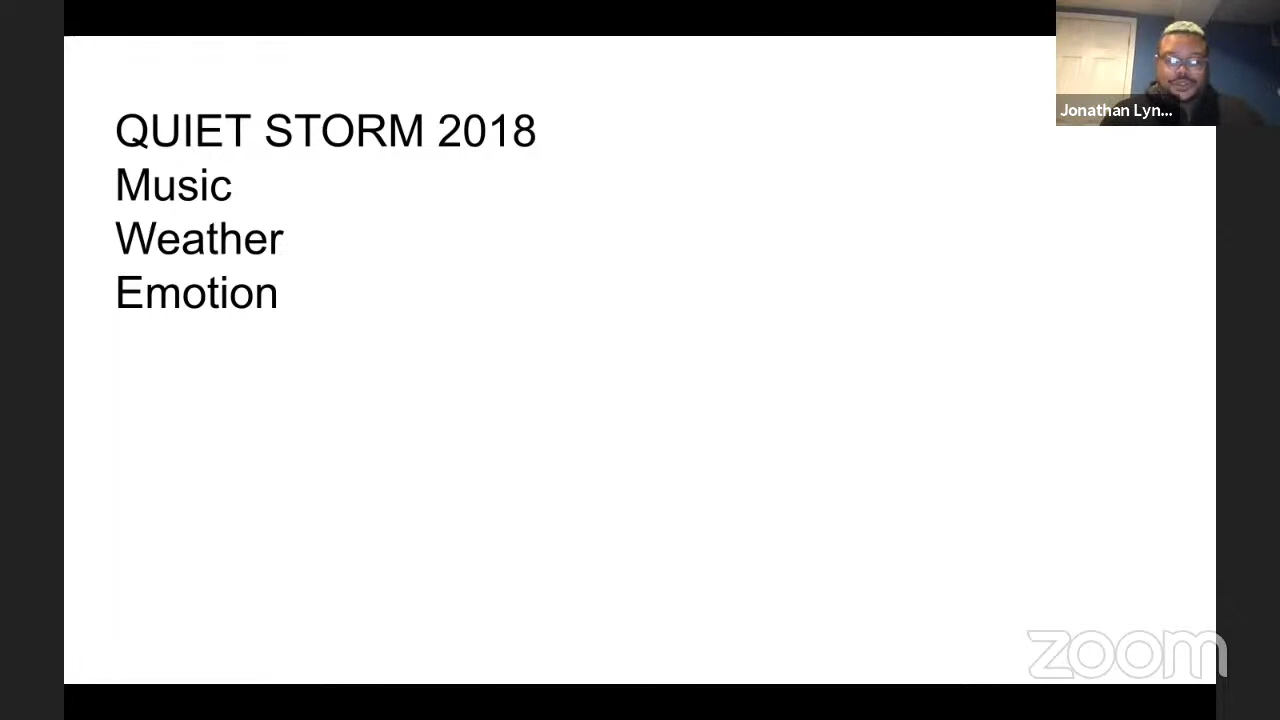 QUIET STORM 2018
Music
Weather
Emotion
Jonathan Lyn...
zoom